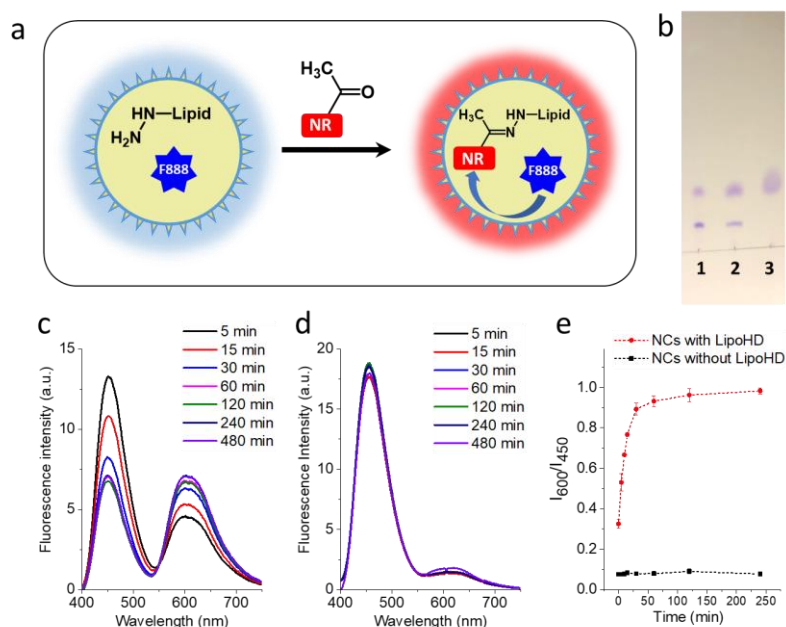 a
H₃C
O
NR
HN—Lipid
H₂N
F888
H₃C
HN—Lipid
N
NR
F888
b
1 2 3
c
5 min
15 min
30 min
60 min
120 min
240 min
480 min
15
10
5
0
Fluorescence intensity (a.u.)
400 500 600 700
Wavelength (nm)
d
5 min
15 min
30 min
60 min
120 min
240 min
480 min
20
15
10
5
0
Fluorescence intensity (a.u.)
400 500 600 700
Wavelength (nm)
e
NCs with LipoHD
NCs without LipoHD
1.0
0.8
0.6
0.4
0.2
0.0
I₆₀₀/I₄₅₀
0 50 100 150 200 250
Time (min)